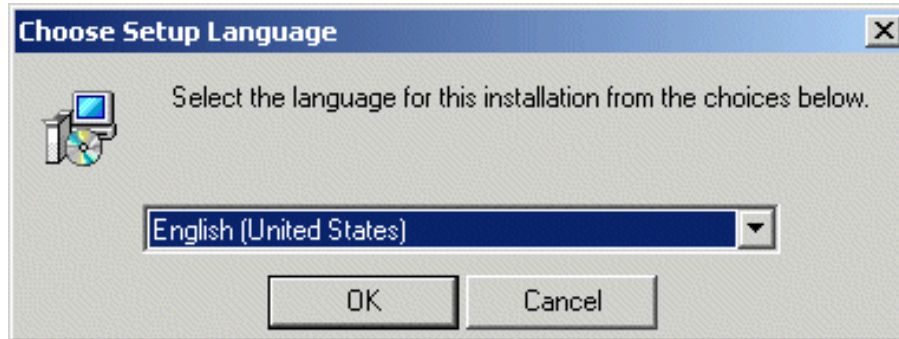 Choose Setup Language
Select the language for this installation from the choices below.
English (United States)
OK
Cancel